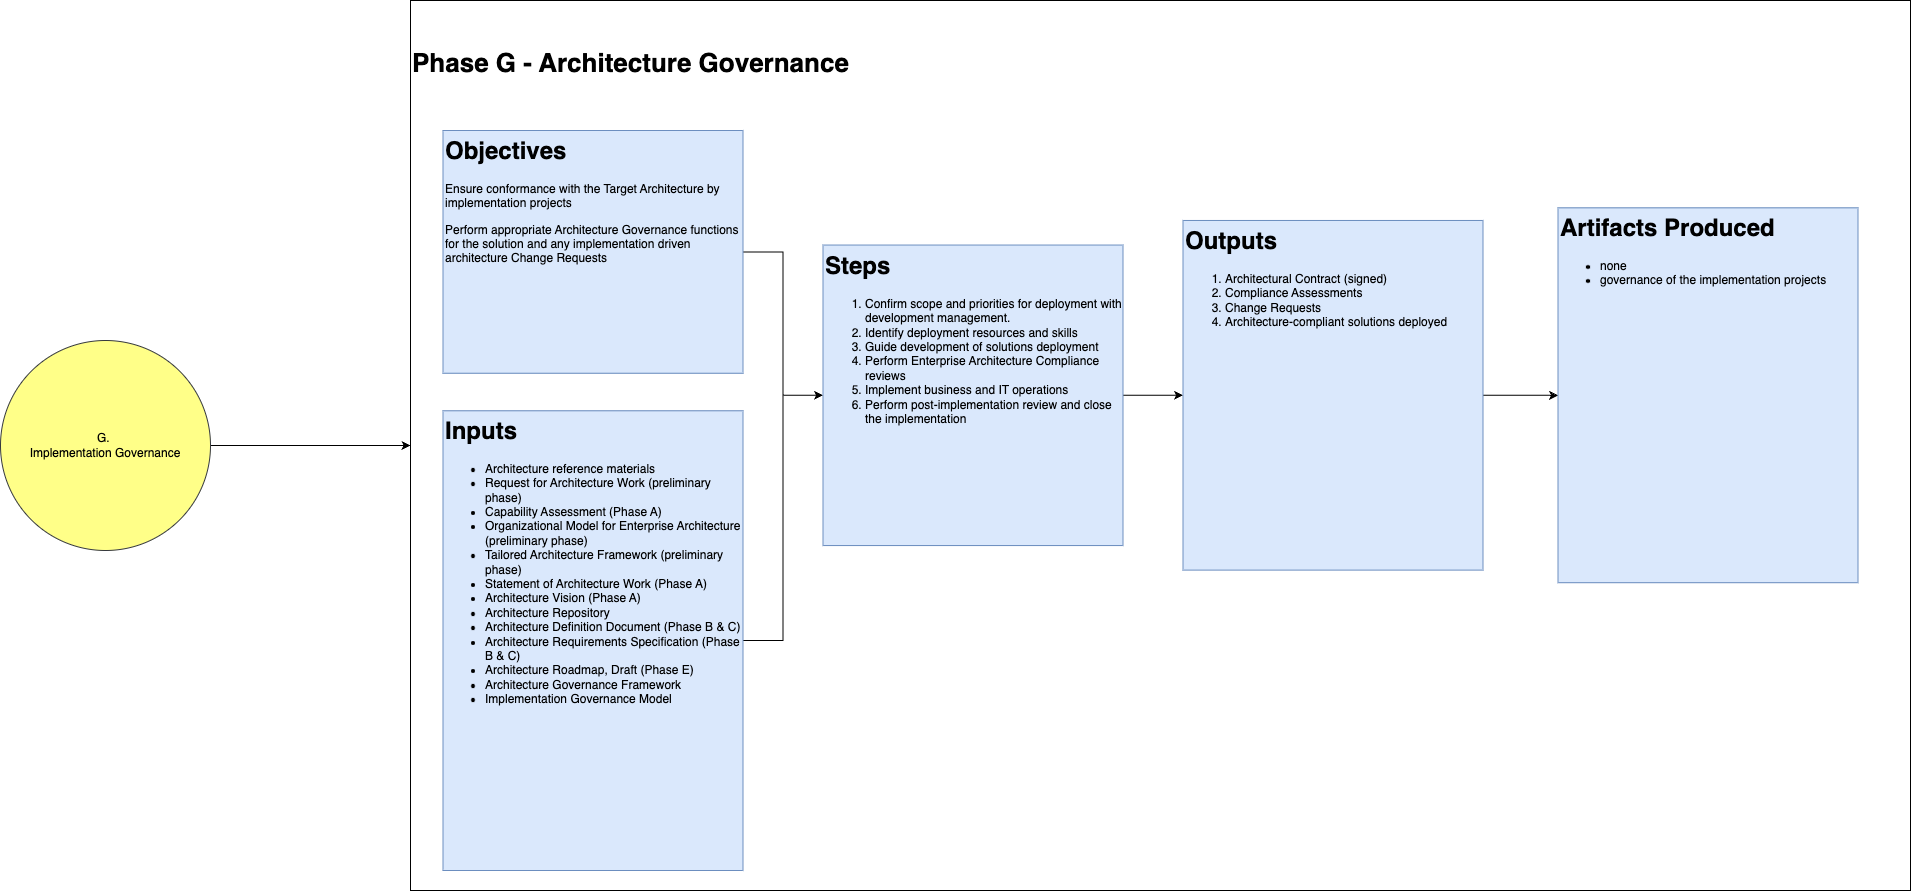 Phase G - Architecture Governance
G.
Implementation Governance
Objectives
Ensure conformance with the Target Architecture by
implementation projects
Perform appropriate Architecture Governance functions
for the solution and any implementation driven
architecture Change Requests
Inputs
• Architecture reference materials
• Request for Architecture Work (preliminary
phase)
• Capability Assessment (Phase A)
• Organizational Model for Enterprise Architecture
(preliminary phase)
• Tailored Architecture Framework (preliminary
phase)
• Statement of Architecture Work (Phase A)
• Architecture Vision (Phase A)
• Architecture Repository
• Architecture Definition Document (Phase B & C)
• Architecture Requirements Specification (Phase
B & C)
• Architecture Roadmap, Draft (Phase E)
• Architecture Governance Framework
• Implementation Governance Model
Steps
1. Confirm scope and priorities for deployment with
development management.
2. Identify deployment resources and skills
3. Guide development of solutions deployment
4. Perform Enterprise Architecture Compliance
reviews
5. Implement business and IT operations
6. Perform post-implementation review and close
the implementation
Outputs
1. Architectural Contract (signed)
2. Compliance Assessments
3. Change Requests
4. Architecture-compliant solutions deployed
Artifacts Produced
• none
• governance of the implementation projects